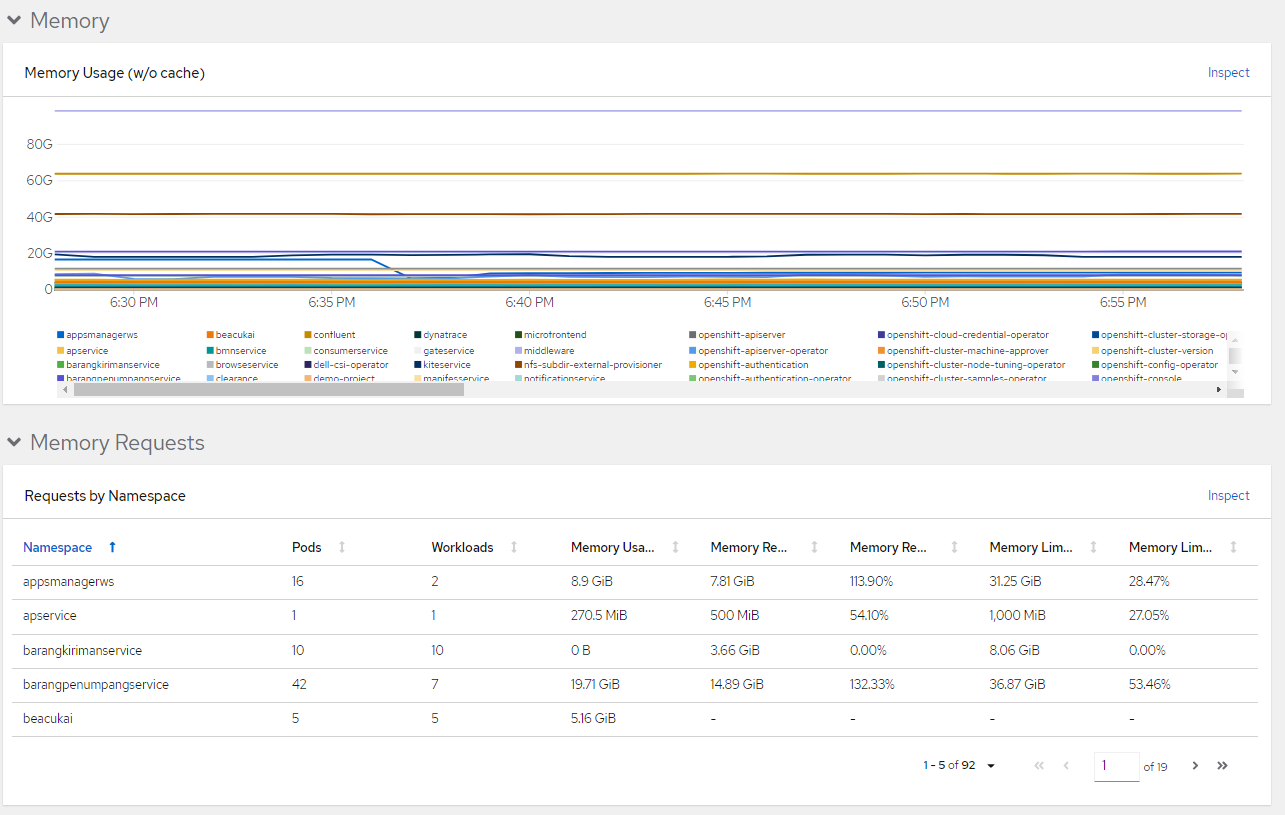 Memory
Memory Usage (w/o cache) Inspect
80G
60G
40G
20G
0
6:30 PM 6:35 PM 6:40 PM 6:45 PM 6:50 PM 6:55 PM
appsmanagerws beacukai confluent dynatrace microfrontend openshift-apiserver openshift-cloud-credential-operator openshift-cluster-storage-op
apservice bmnservice consumerservice gateservice middleware openshift-apiserver-operator openshift-cluster-machine-approver openshift-cluster-version
barangkirimanservice browseservice dell-csi-operator kiteservice nfs-subdir-external-provisioner openshift-authentication openshift-cluster-node-tuning-operator openshift-config-operator
barangpenumpangservice clearance demo-project manifesservice notificationservice openshift-authentication-operator openshift-cluster-samples-operator openshift-console
Memory Requests
Requests by Namespace Inspect
Namespace Pods Workloads Memory Usa... Memory Re... Memory Re... Memory Lim... Memory Lim...
appsmanagerws 16 2 8.9 GiB 7.81 GiB 113.90% 31.25 GiB 28.47%
apservice 1 1 270.5 MiB 500 MiB 54.10% 1,000 MiB 27.05%
barangkirimanservice 10 10 0 B 3.66 GiB 0.00% 8.06 GiB 0.00%
barangpenumpangservice 42 7 19.71 GiB 14.89 GiB 132.33% 36.87 GiB 53.46%
beacukai 5 5 5.16 GiB - - - -
1 - 5 of 92 1 of 19